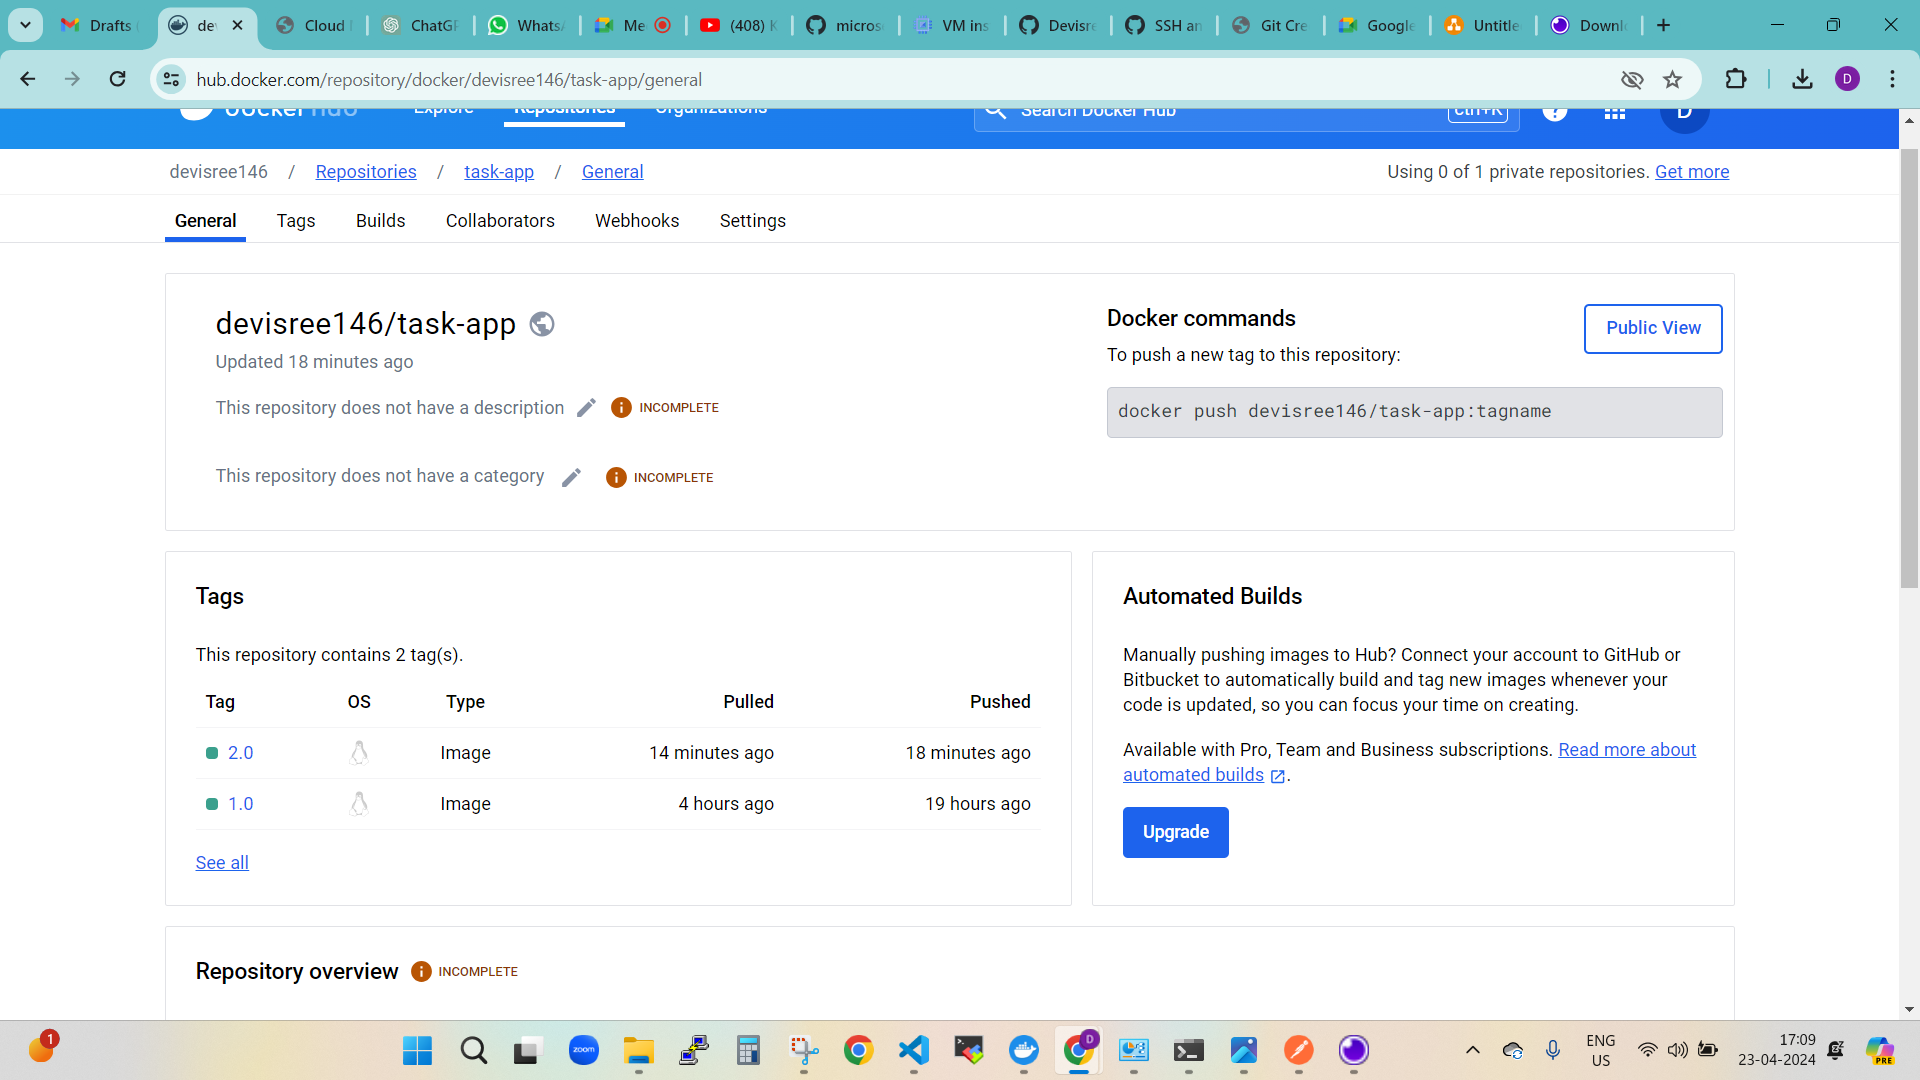 Drafts
de
Cloud
ChatGP
WhatsA
Me
(408) K
micros
VM ins
Devisre
SSH an
Git Cre
Google
Untitle
Downl
hub.docker.com/repository/docker/devisree146/task-app/general
D
docker hub Explore Repositories Organizations Search Docker Hub ctrl+K ? D
devisree146 / Repositories / task-app / General
Using 0 of 1 private repositories. Get more
General Tags Builds Collaborators Webhooks Settings
devisree146/task-app
Updated 18 minutes ago
This repository does not have a description INCOMPLETE
This repository does not have a category INCOMPLETE
Docker commands
Public View
To push a new tag to this repository:
docker push devisree146/task-app:tagname
Tags
This repository contains 2 tag(s).
Tag OS Type Pulled Pushed
2.0 Image 14 minutes ago 18 minutes ago
1.0 Image 4 hours ago 19 hours ago
See all
Automated Builds
Manually pushing images to Hub? Connect your account to GitHub or
Bitbucket to automatically build and tag new images whenever your
code is updated, so you can focus your time on creating.
Available with Pro, Team and Business subscriptions. Read more about
automated builds .
Upgrade
Repository overview INCOMPLETE
1
zoom
D
ENG
US
17:09
23-04-2024
PRE